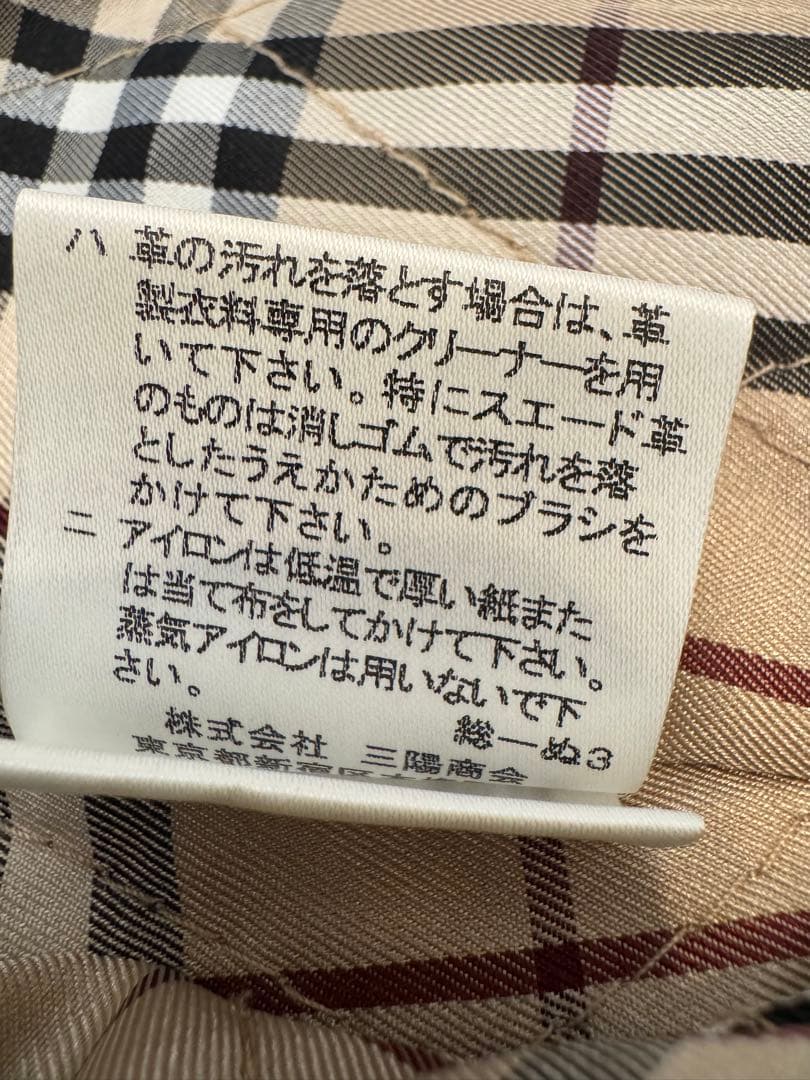 ハ 革の汚れを落とす場合は、革
製衣料専用のクリーナーを用
いて下さい。特にスエード革
のものは消しゴムで汚れを落
としたうえかためのブラシを
かけて下さい。
ニ アイロンは低温で厚い紙また
は当て布をしてかけて下さい。
蒸気アイロンは用いないで下
さい。
総一ぬ3
株式会社 三陽商会
東京都新宿区